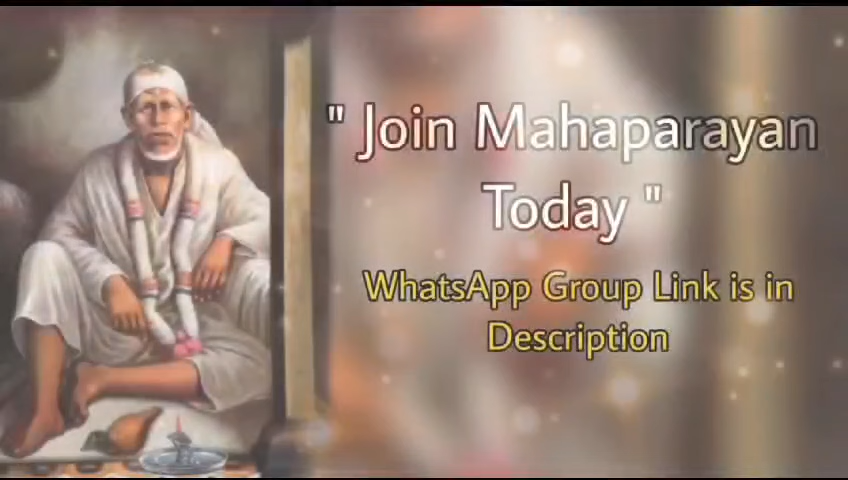 " Join Mahaparayan
Today "
WhatsApp Group Link is in
Description